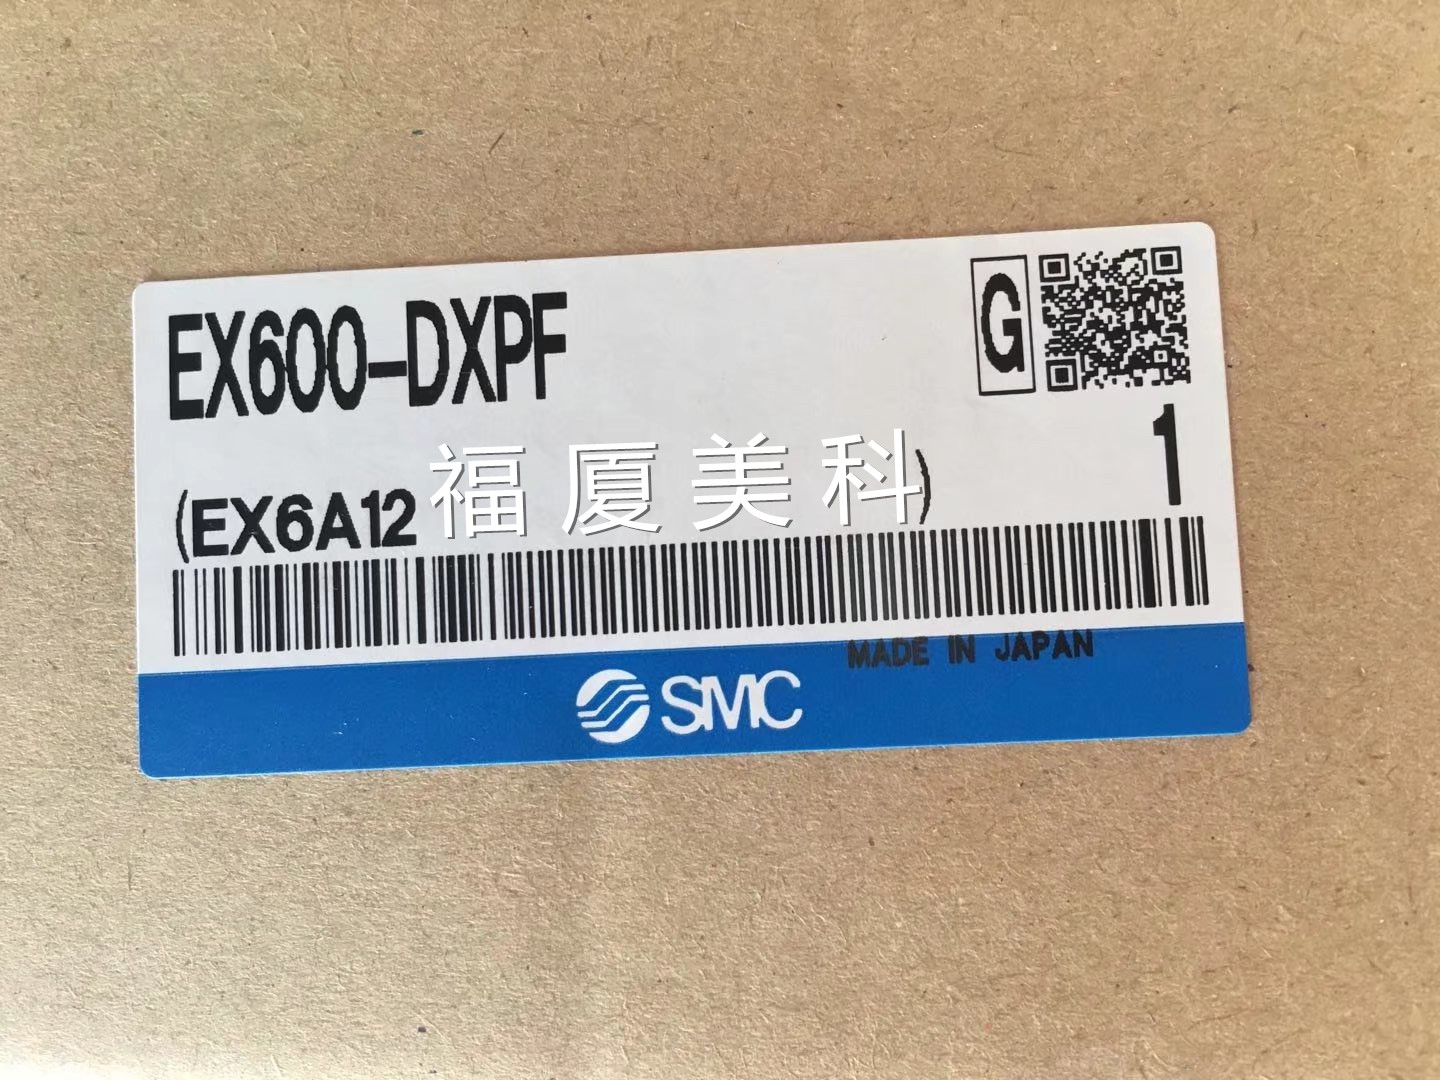 EX600-DXPF
G
1
(EX6A12 )
福厦美科
MADE IN JAPAN
SMC